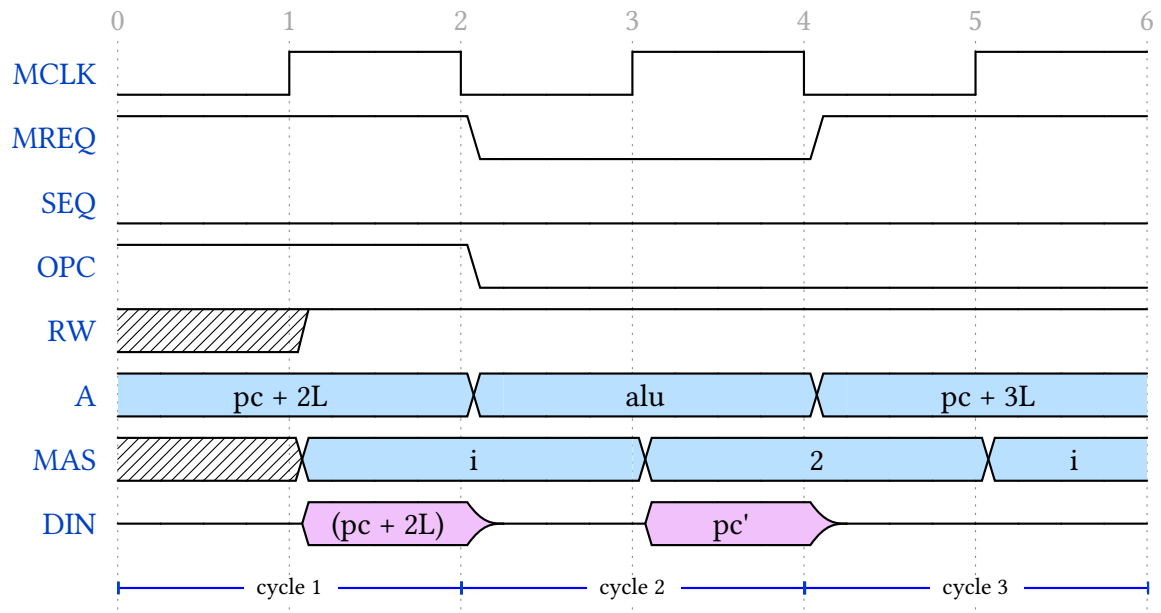 0 1 2 3 4 5 6
MCLK
MREQ
SEQ
OPC
RW
A pc + 2L alu pc + 3L
MAS i 2 i
DIN (pc + 2L) pc'
cycle 1 cycle 2 cycle 3